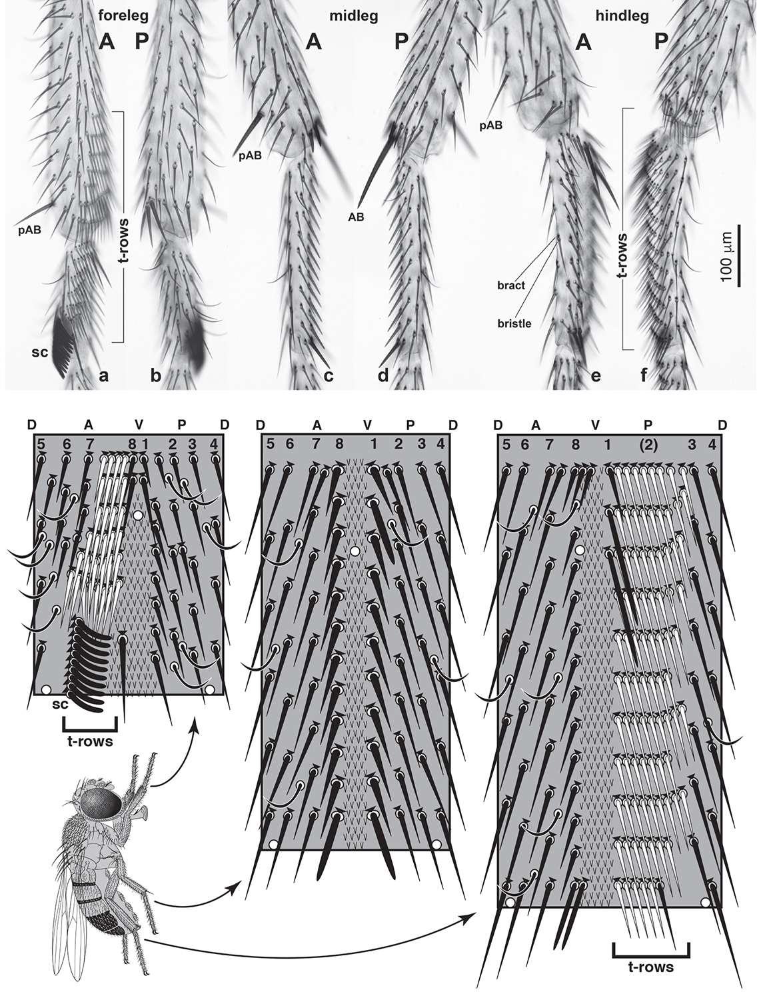 foreleg midleg hindleg
A P A P A P
pAB
pAB
pAB
AB
t-rows
t-rows
bract
bristle
100 µm
sc
a b c d e f
D A V P D D A V P D D A V P D
5 6 7 8 1 2 3 4 5 6 7 8 1 2 3 4 5 6 7 8 1 (2) 3 4
sc
t-rows
t-rows